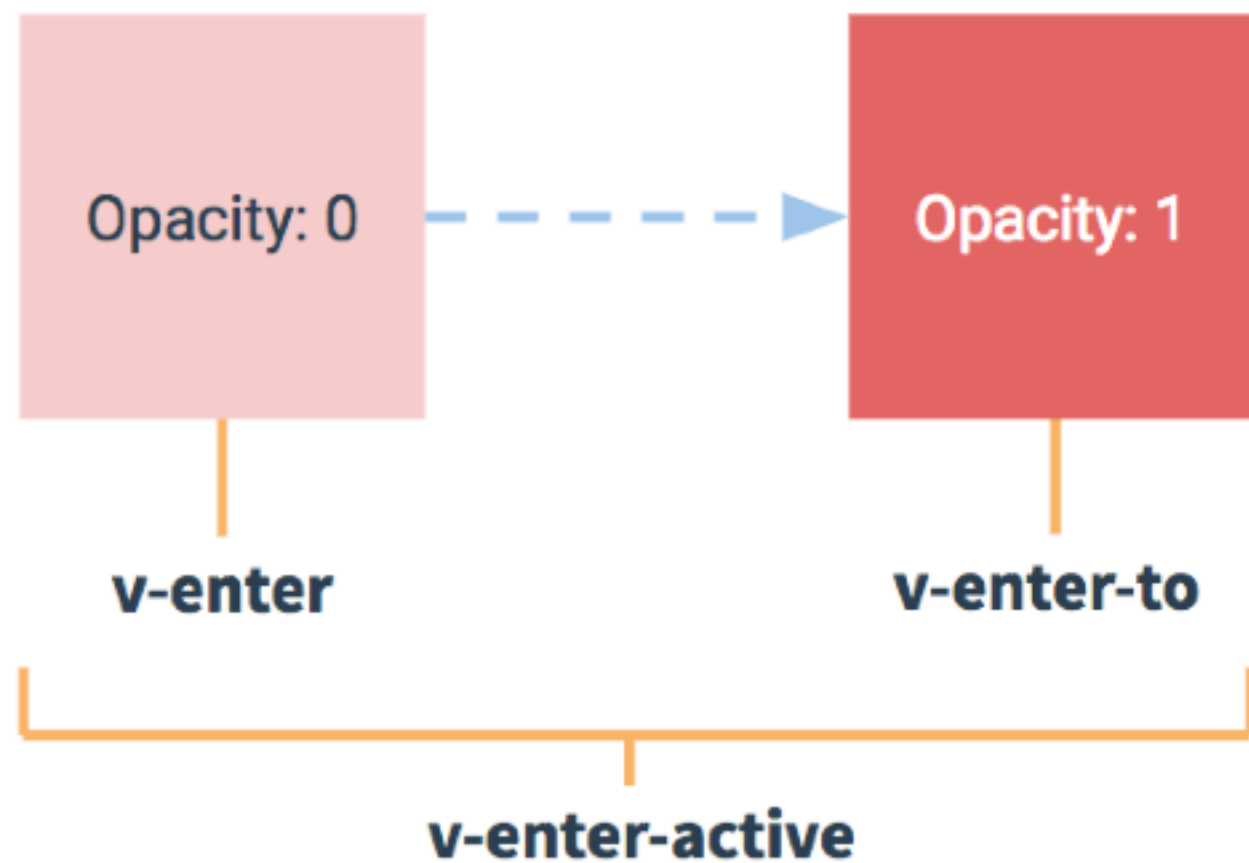 Opacity: 0
Opacity: 1
v-enter
v-enter-to
v-enter-active